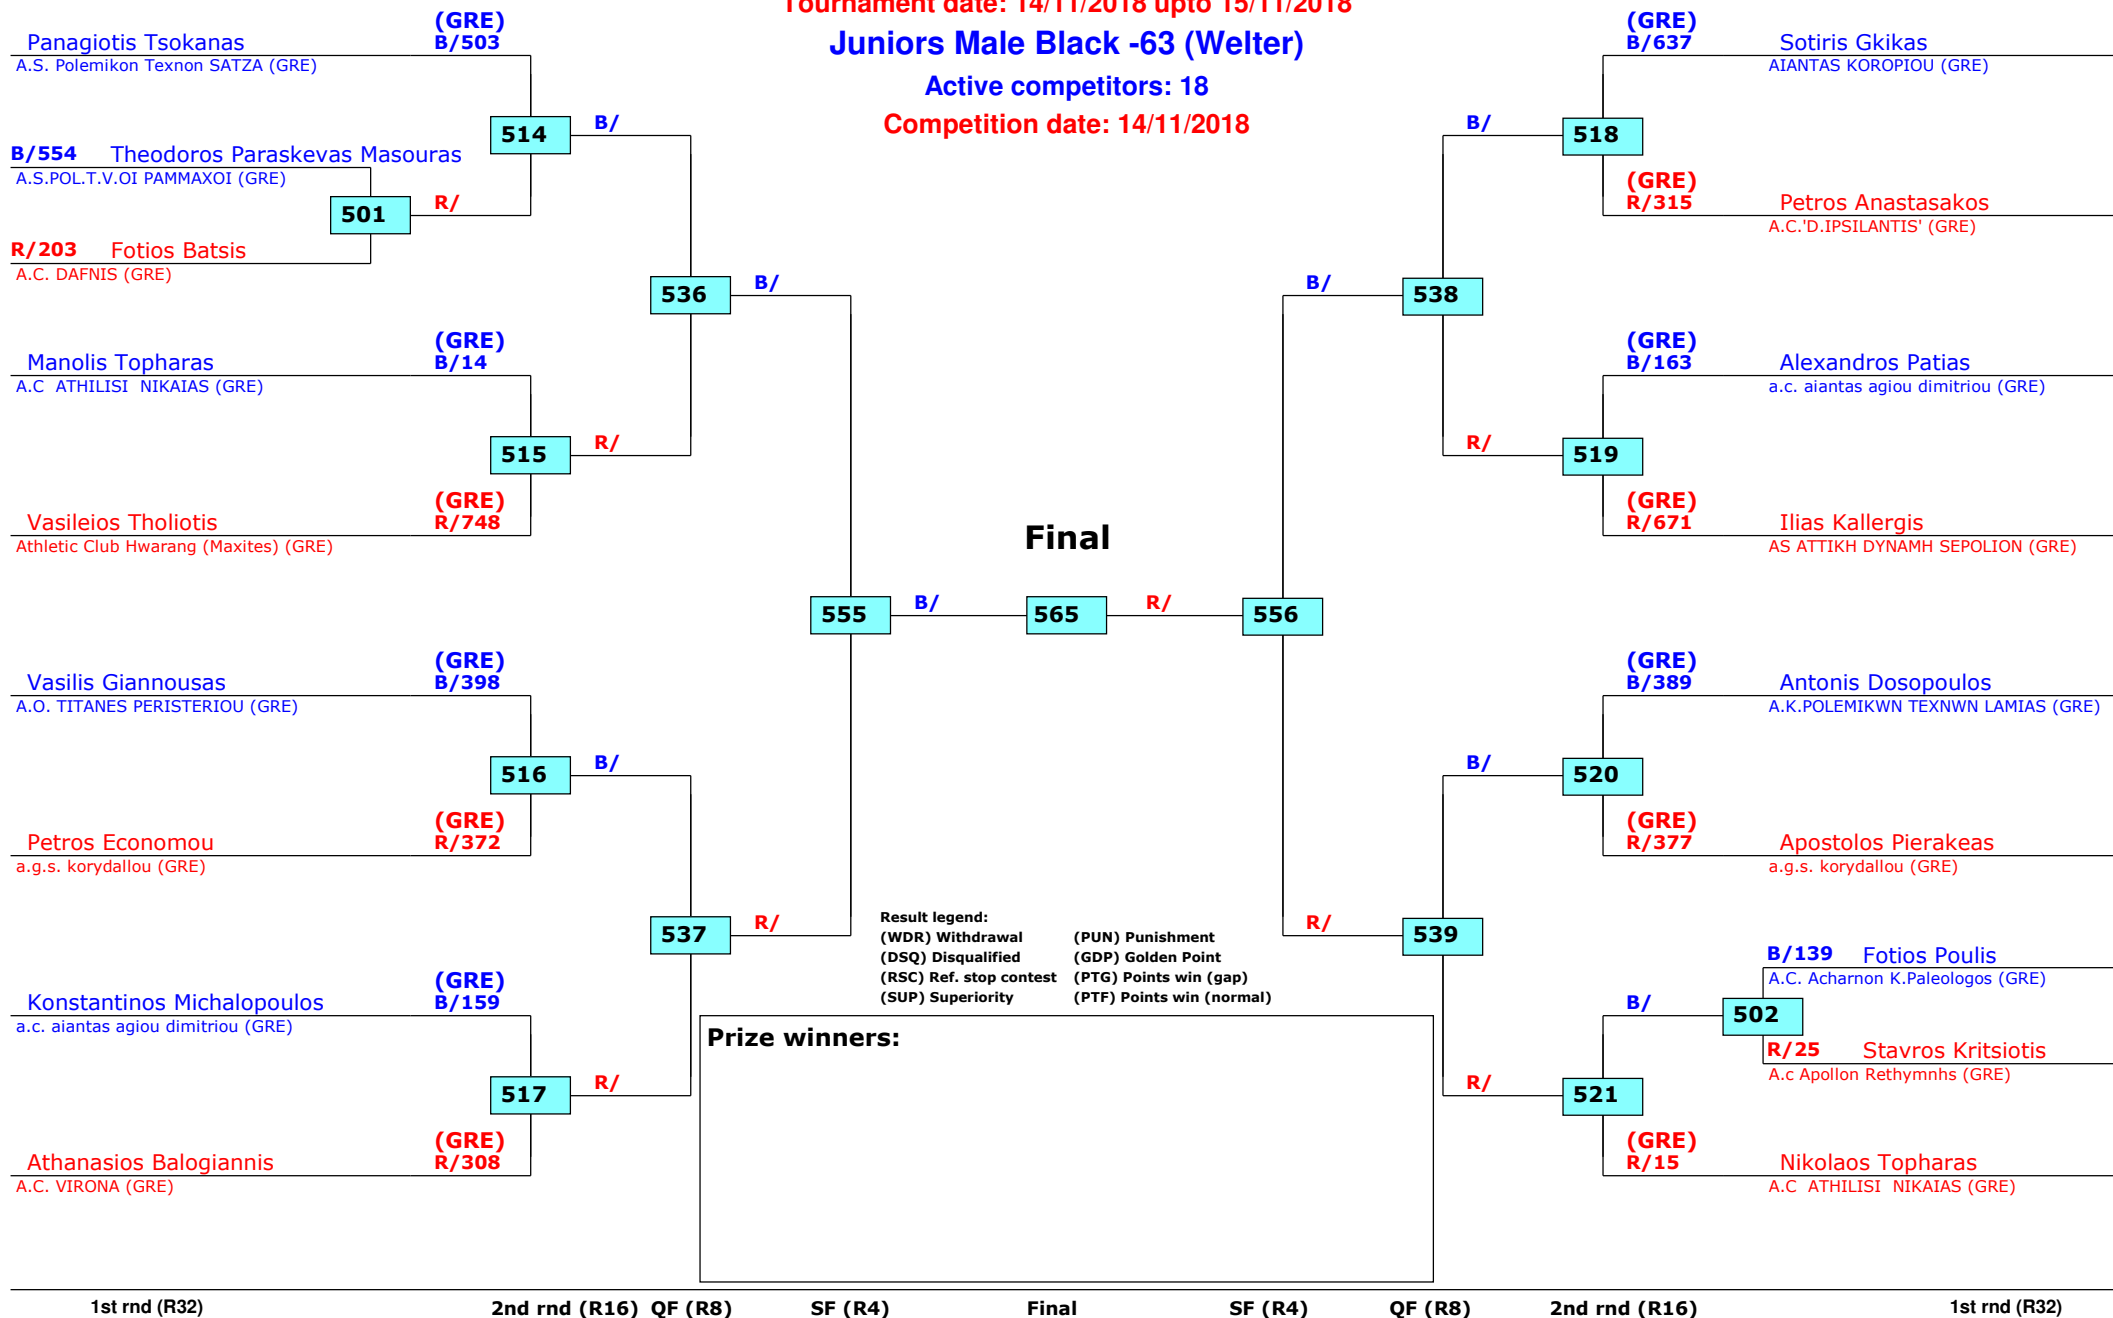 Tournament date: 14/11/2018 upto 15/11/2018
Juniors Male Black -63 (Welter)
Active competitors: 18
Competition date: 14/11/2018
(GRE)
Panagiotis Tsokanas B/503
A.S. Polemikon Texnon SATZA (GRE)
514 B/
B/554 Theodoros Paraskevas Masouras
A.S.POL.T.V.OI PAMMAXOI (GRE)
501 R/
R/203 Fotios Batsis
A.C. DAFNIS (GRE)
536 B/
(GRE)
Manolis Topharas B/14
A.C ATHILISI NIKAIAS (GRE)
515 R/
(GRE)
Vasileios Tholiotis R/748
Athletic Club Hwarang (Maxites) (GRE)
555 B/
(GRE)
Vasilis Giannousas B/398
A.O. TITANES PERISTERIOU (GRE)
516 B/
(GRE)
Petros Economou R/372
a.g.s. korydallou (GRE)
537 R/
(GRE)
Konstantinos Michalopoulos B/159
a.c. aiantas agiou dimitriou (GRE)
517 R/
(GRE)
Athanasios Balogiannis R/308
A.C. VIRONA (GRE)
Final
565
R/ 556
(GRE)
B/637 Sotiris Gkikas
AIANTAS KOROPIOU (GRE)
B/ 518
(GRE)
R/315 Petros Anastasakos
A.C.'D.IPSILANTIS' (GRE)
B/ 538
(GRE)
B/163 Alexandros Patias
a.c. aiantas agiou dimitriou (GRE)
R/ 519
(GRE)
R/671 Ilias Kallergis
AS ATTIKH DYNAMH SEPOLION (GRE)
(GRE)
B/389 Antonis Dosopoulos
A.K.POLEMIKWN TEXNWN LAMIAS (GRE)
B/ 520
(GRE)
R/377 Apostolos Pierakeas
a.g.s. korydallou (GRE)
R/ 539
B/139 Fotios Poulis
A.C. Acharnon K.Paleologos (GRE)
B/ 502
R/25 Stavros Kritsiotis
A.c Apollon Rethymnhs (GRE)
R/ 521
(GRE)
R/15 Nikolaos Topharas
A.C ATHILISI NIKAIAS (GRE)
Result legend:
(WDR) Withdrawal (PUN) Punishment
(DSQ) Disqualified (GDP) Golden Point
(RSC) Ref. stop contest (PTG) Points win (gap)
(SUP) Superiority (PTF) Points win (normal)
Prize winners:
1st rnd (R32) 2nd rnd (R16) QF (R8) SF (R4) Final SF (R4) QF (R8) 2nd rnd (R16) 1st rnd (R32)